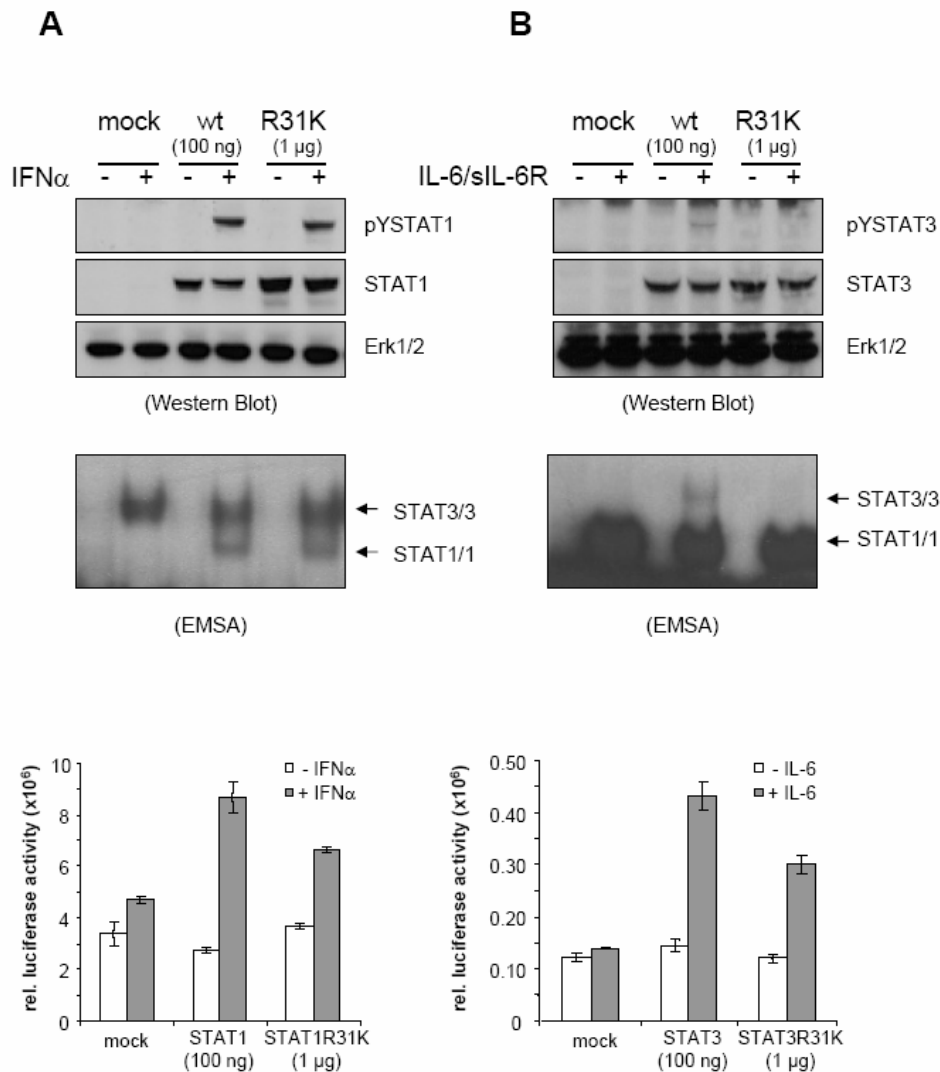 A
mock wt R31K
(100 ng) (1 µg)
IFNα - + - + - +
pYSTAT1
STAT1
Erk1/2
(Western Blot)
STAT3/3
STAT1/1
(EMSA)
rel. luciferase activity (x10⁶)
10
8
6
4
2
0
- IFNα
+ IFNα
mock STAT1 STAT1R31K
(100 ng) (1 µg)
B
mock wt R31K
(100 ng) (1 µg)
IL-6/sIL-6R - + - + - +
pYSTAT3
STAT3
Erk1/2
(Western Blot)
STAT3/3
STAT1/1
(EMSA)
rel. luciferase activity (x10⁶)
0.50
0.40
0.30
0.20
0.10
0
- IL-6
+ IL-6
mock STAT3 STAT3R31K
(100 ng) (1 µg)